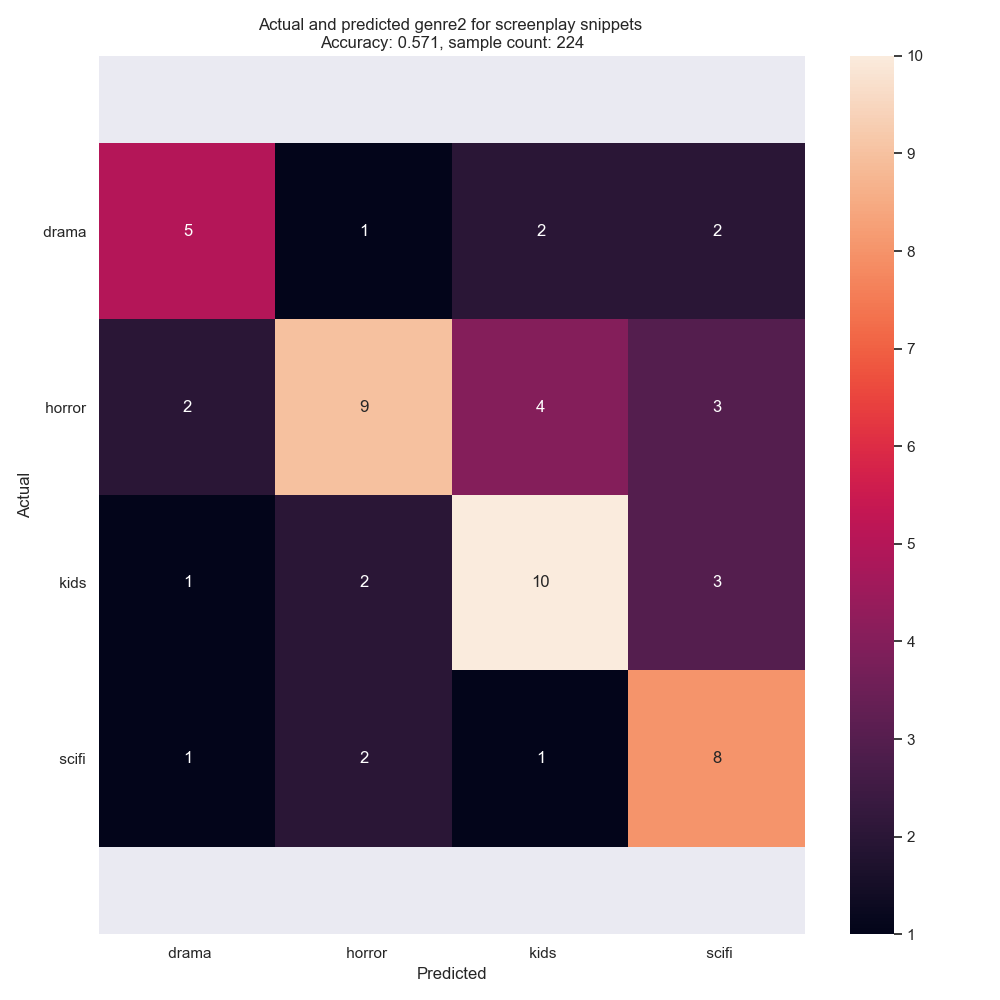 Actual and predicted genre2 for screenplay snippets
Accuracy: 0.571, sample count: 224
10
9
8
7
6
5
4
3
2
1
Actual
drama
5
1
2
2
horror
2
9
4
3
kids
1
2
10
3
scifi
1
2
1
8
drama
horror
kids
scifi
Predicted